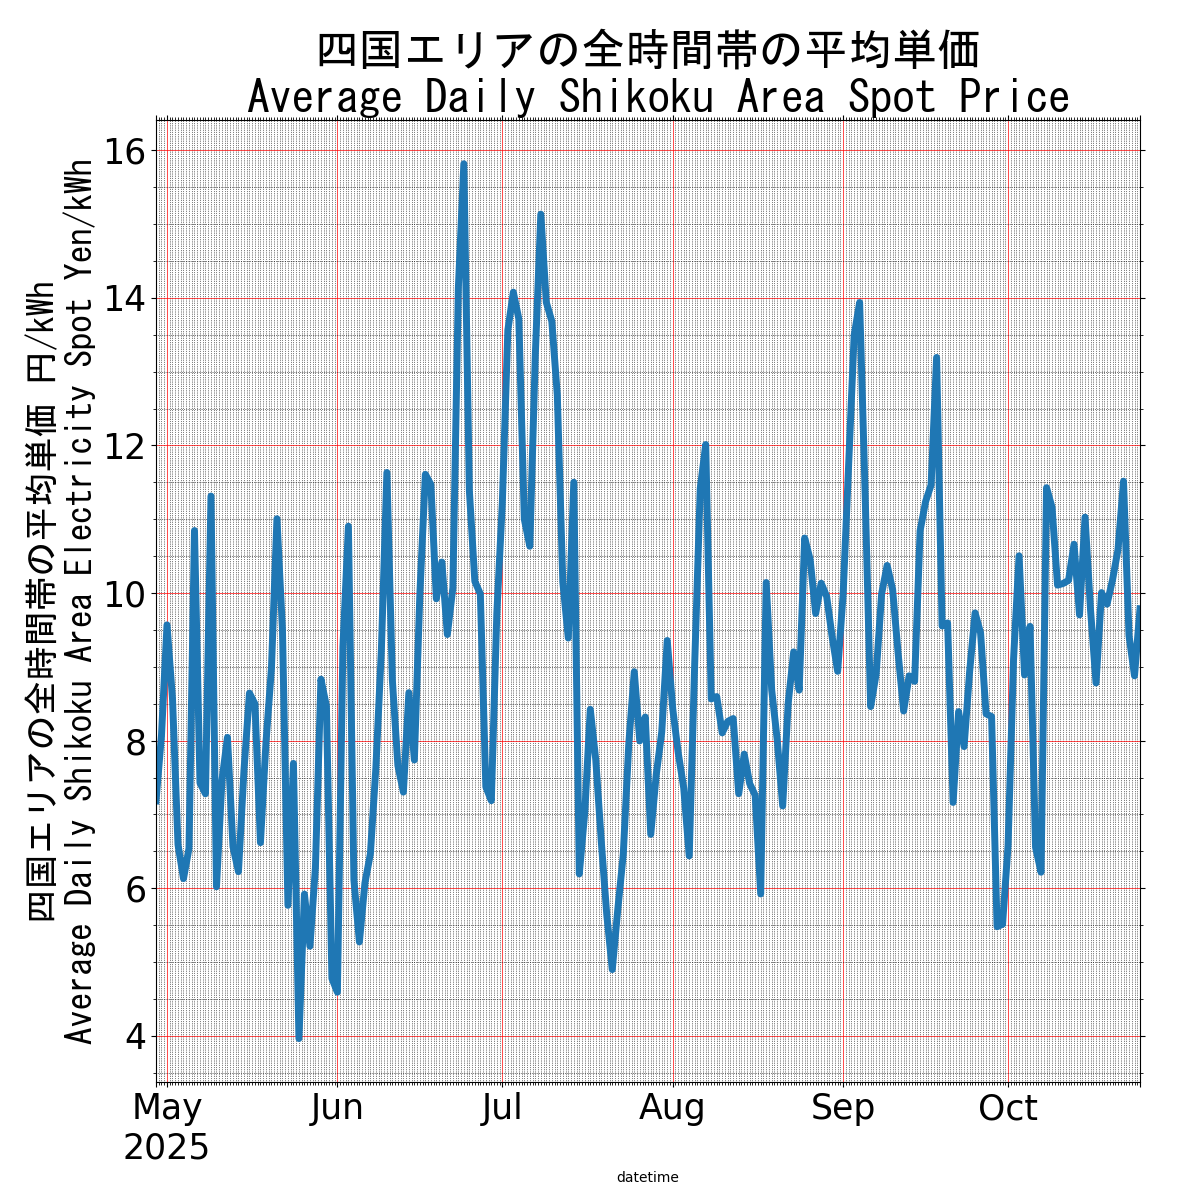 四国エリアの全時間帯の平均単価
Average Daily Shikoku Area Spot Price
四国エリアの全時間帯の平均単価 円/kWh
Average Daily Shikoku Area Electricity Spot Yen/kWh
16
14
12
10
8
6
4
May
2025
Jun
Jul
Aug
Sep
Oct
datetime